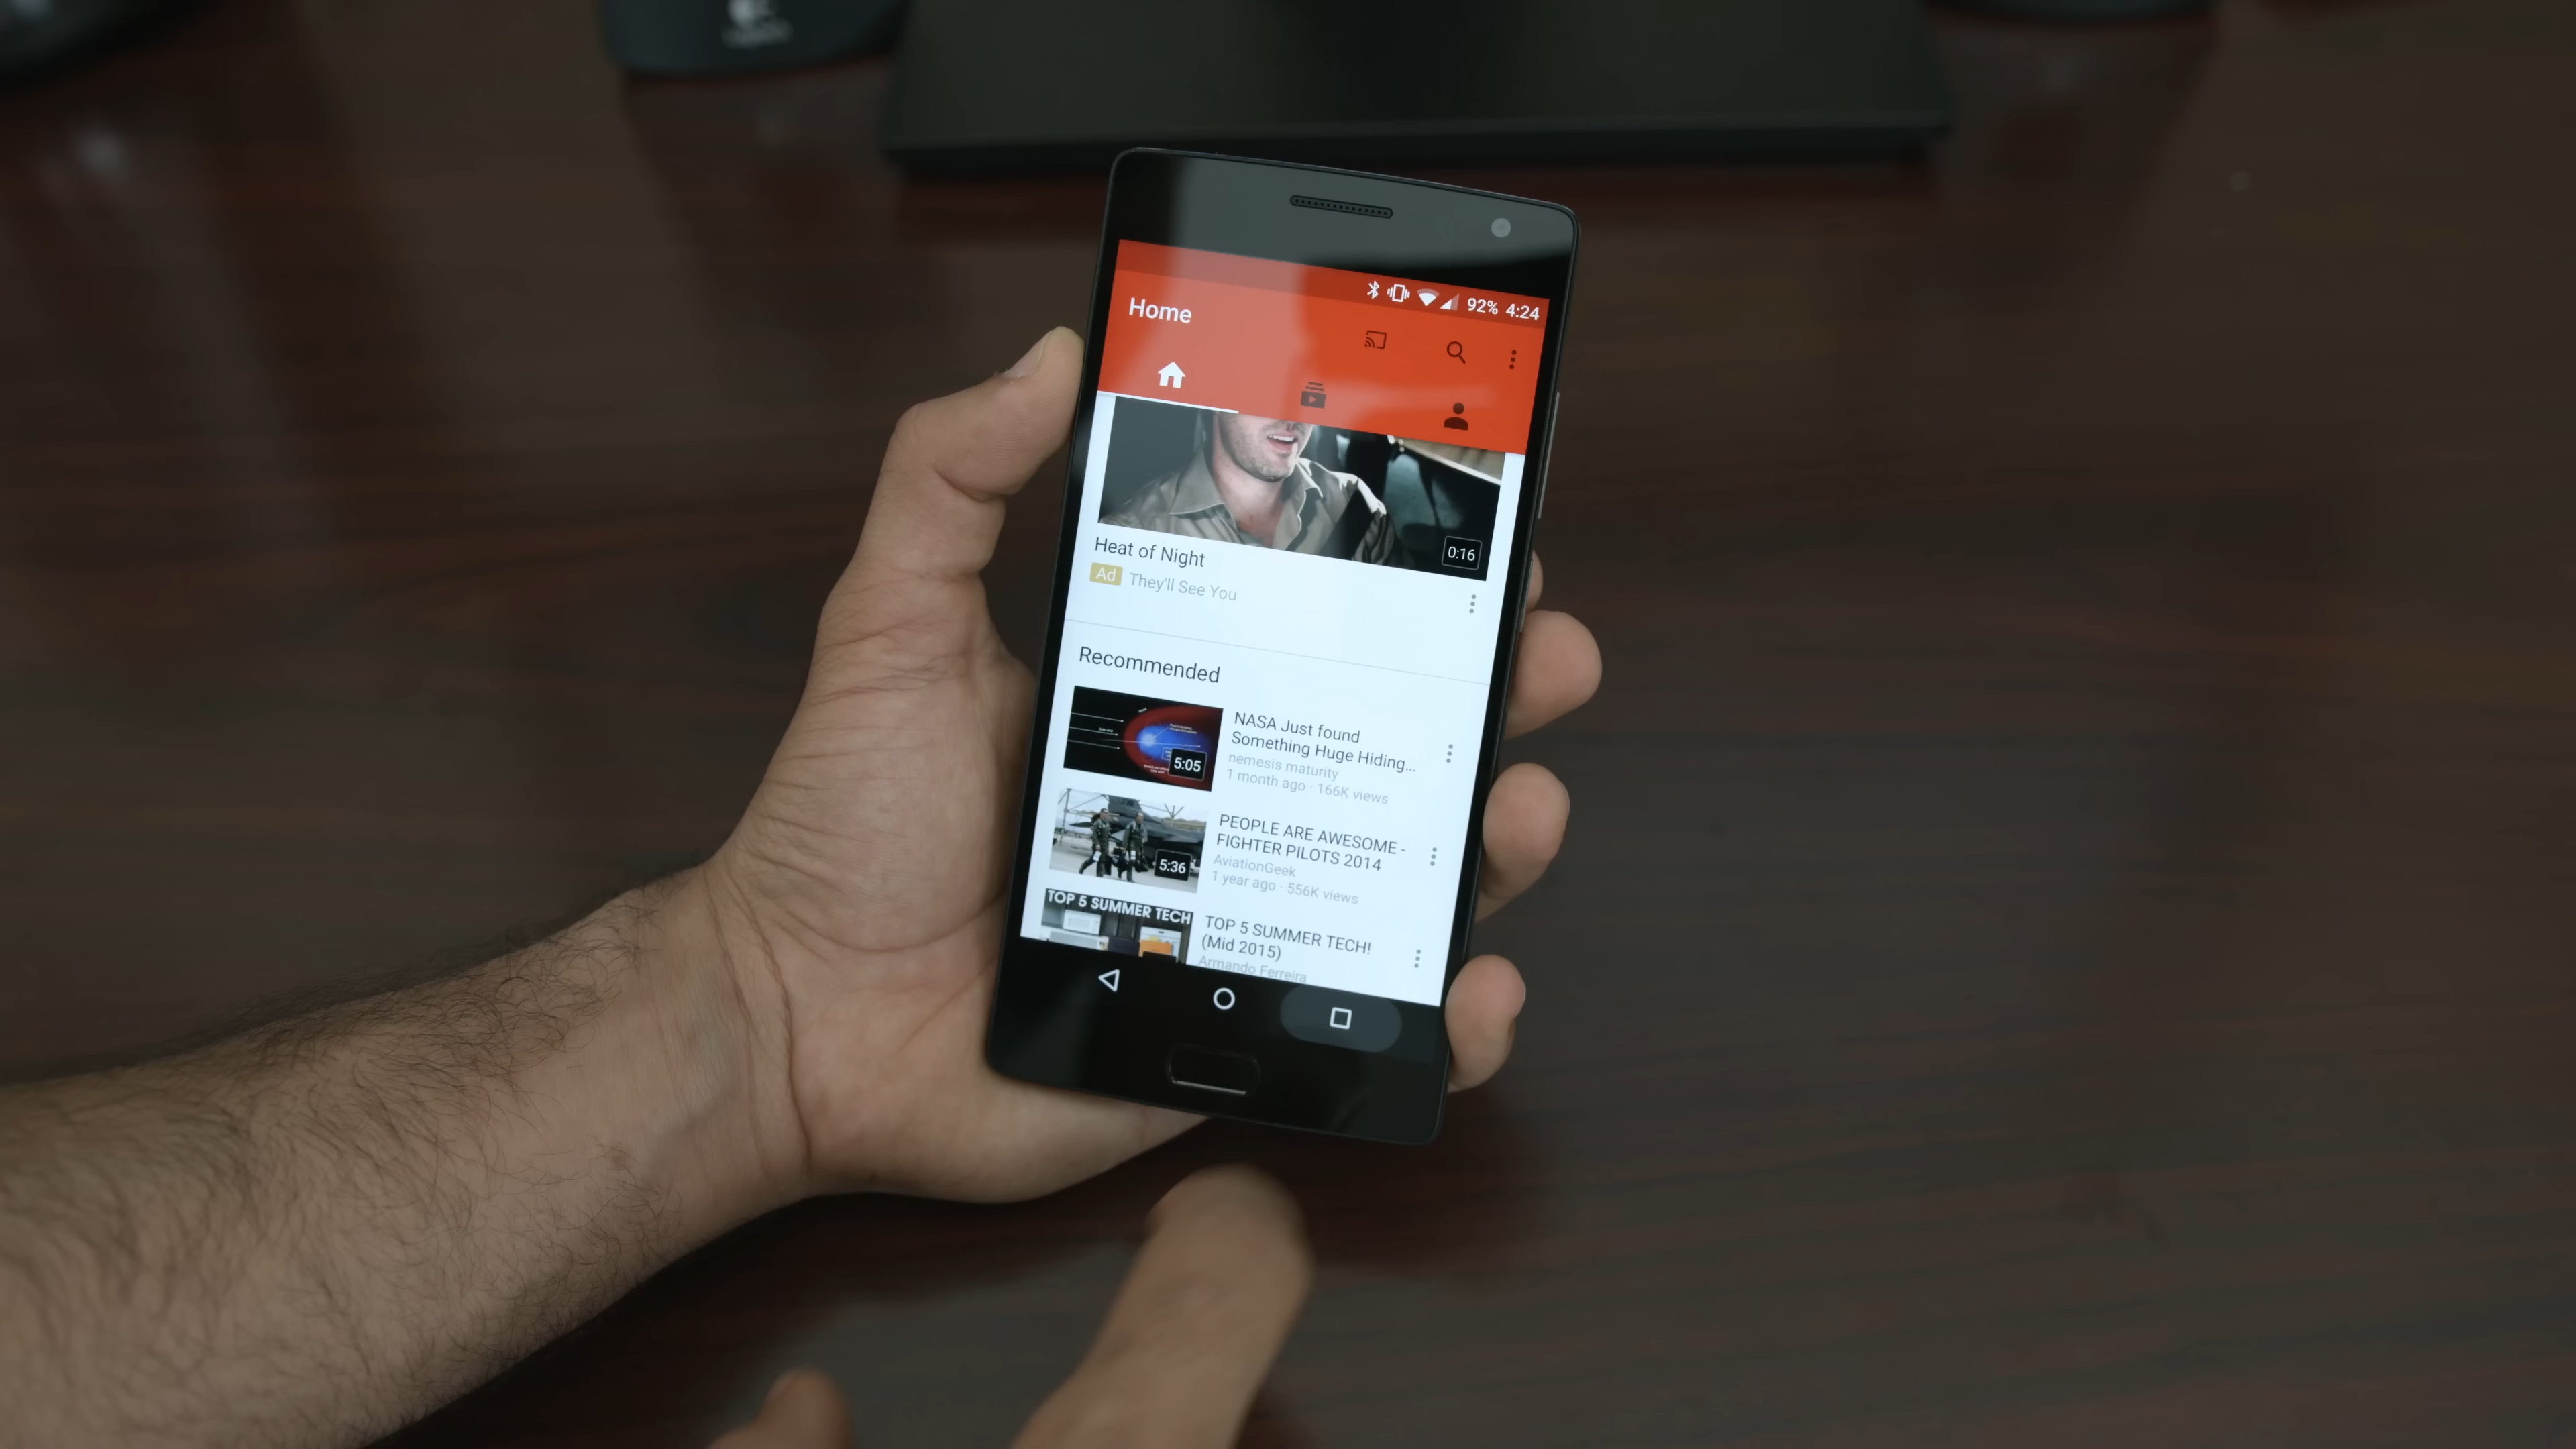 92% 4:24
Home
0:16
Heat of Night
Ad They'll See You
Recommended
5:05
NASA Just found
Something Huge Hiding...
nemesis maturity
1 month ago · 166K views
5:36
PEOPLE ARE AWESOME -
FIGHTER PILOTS 2014
AviationGeek
1 year ago · 556K views
TOP 5 SUMMER TECH
TOP 5 SUMMER TECH!
(Mid 2015)
Armando Ferreira